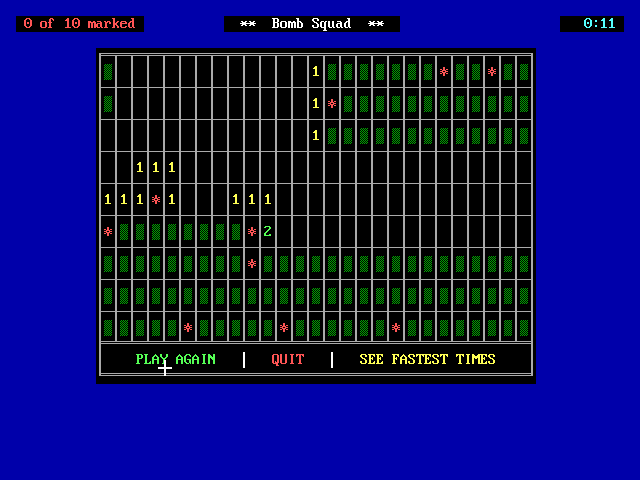 0 of 10 marked ** Bomb Squad ** 0:11
1 * *
1 *
1
1 1 1
1 1 1 * 1 1 1 1
* * 2
*
* * *
PLAY AGAIN | QUIT | SEE FASTEST TIMES